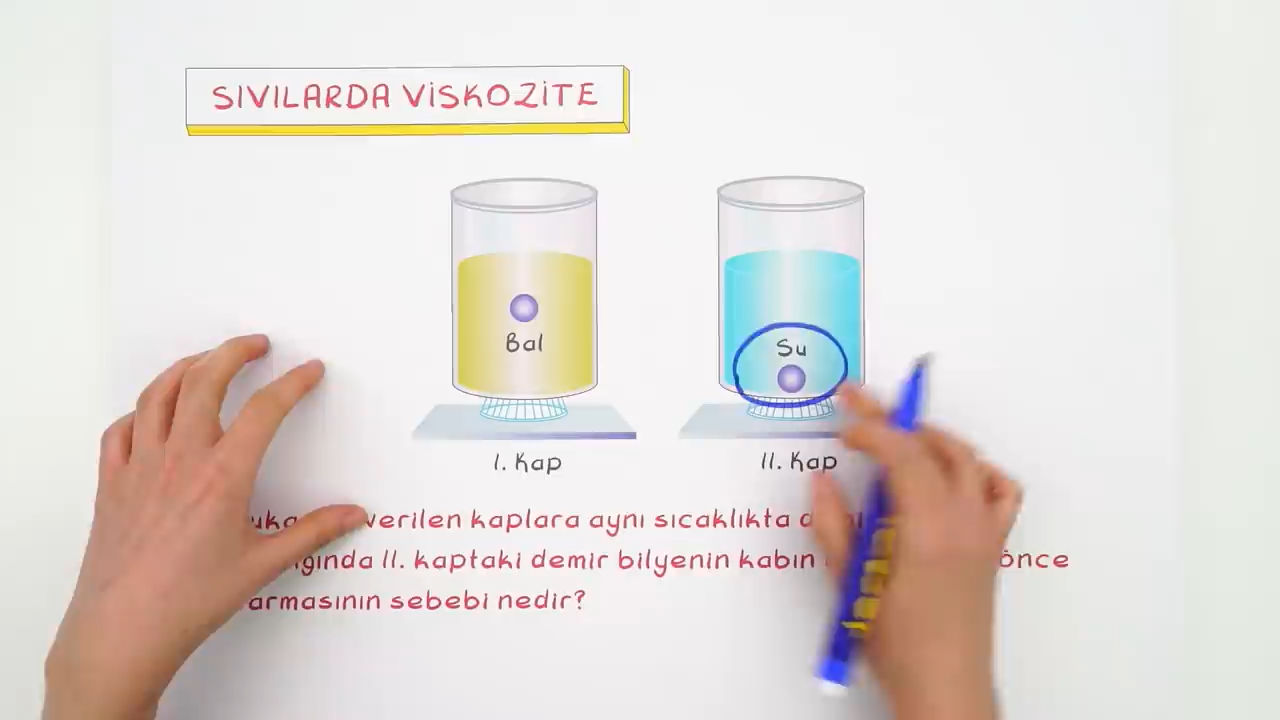 SIVILARDA VİSKOZİTE
Bal
Su
I. Kap
II. Kap
verilen kaplara aynı sıcaklıkta
II. kaptaki demir bilyenin kabın önce
sebebi nedir?